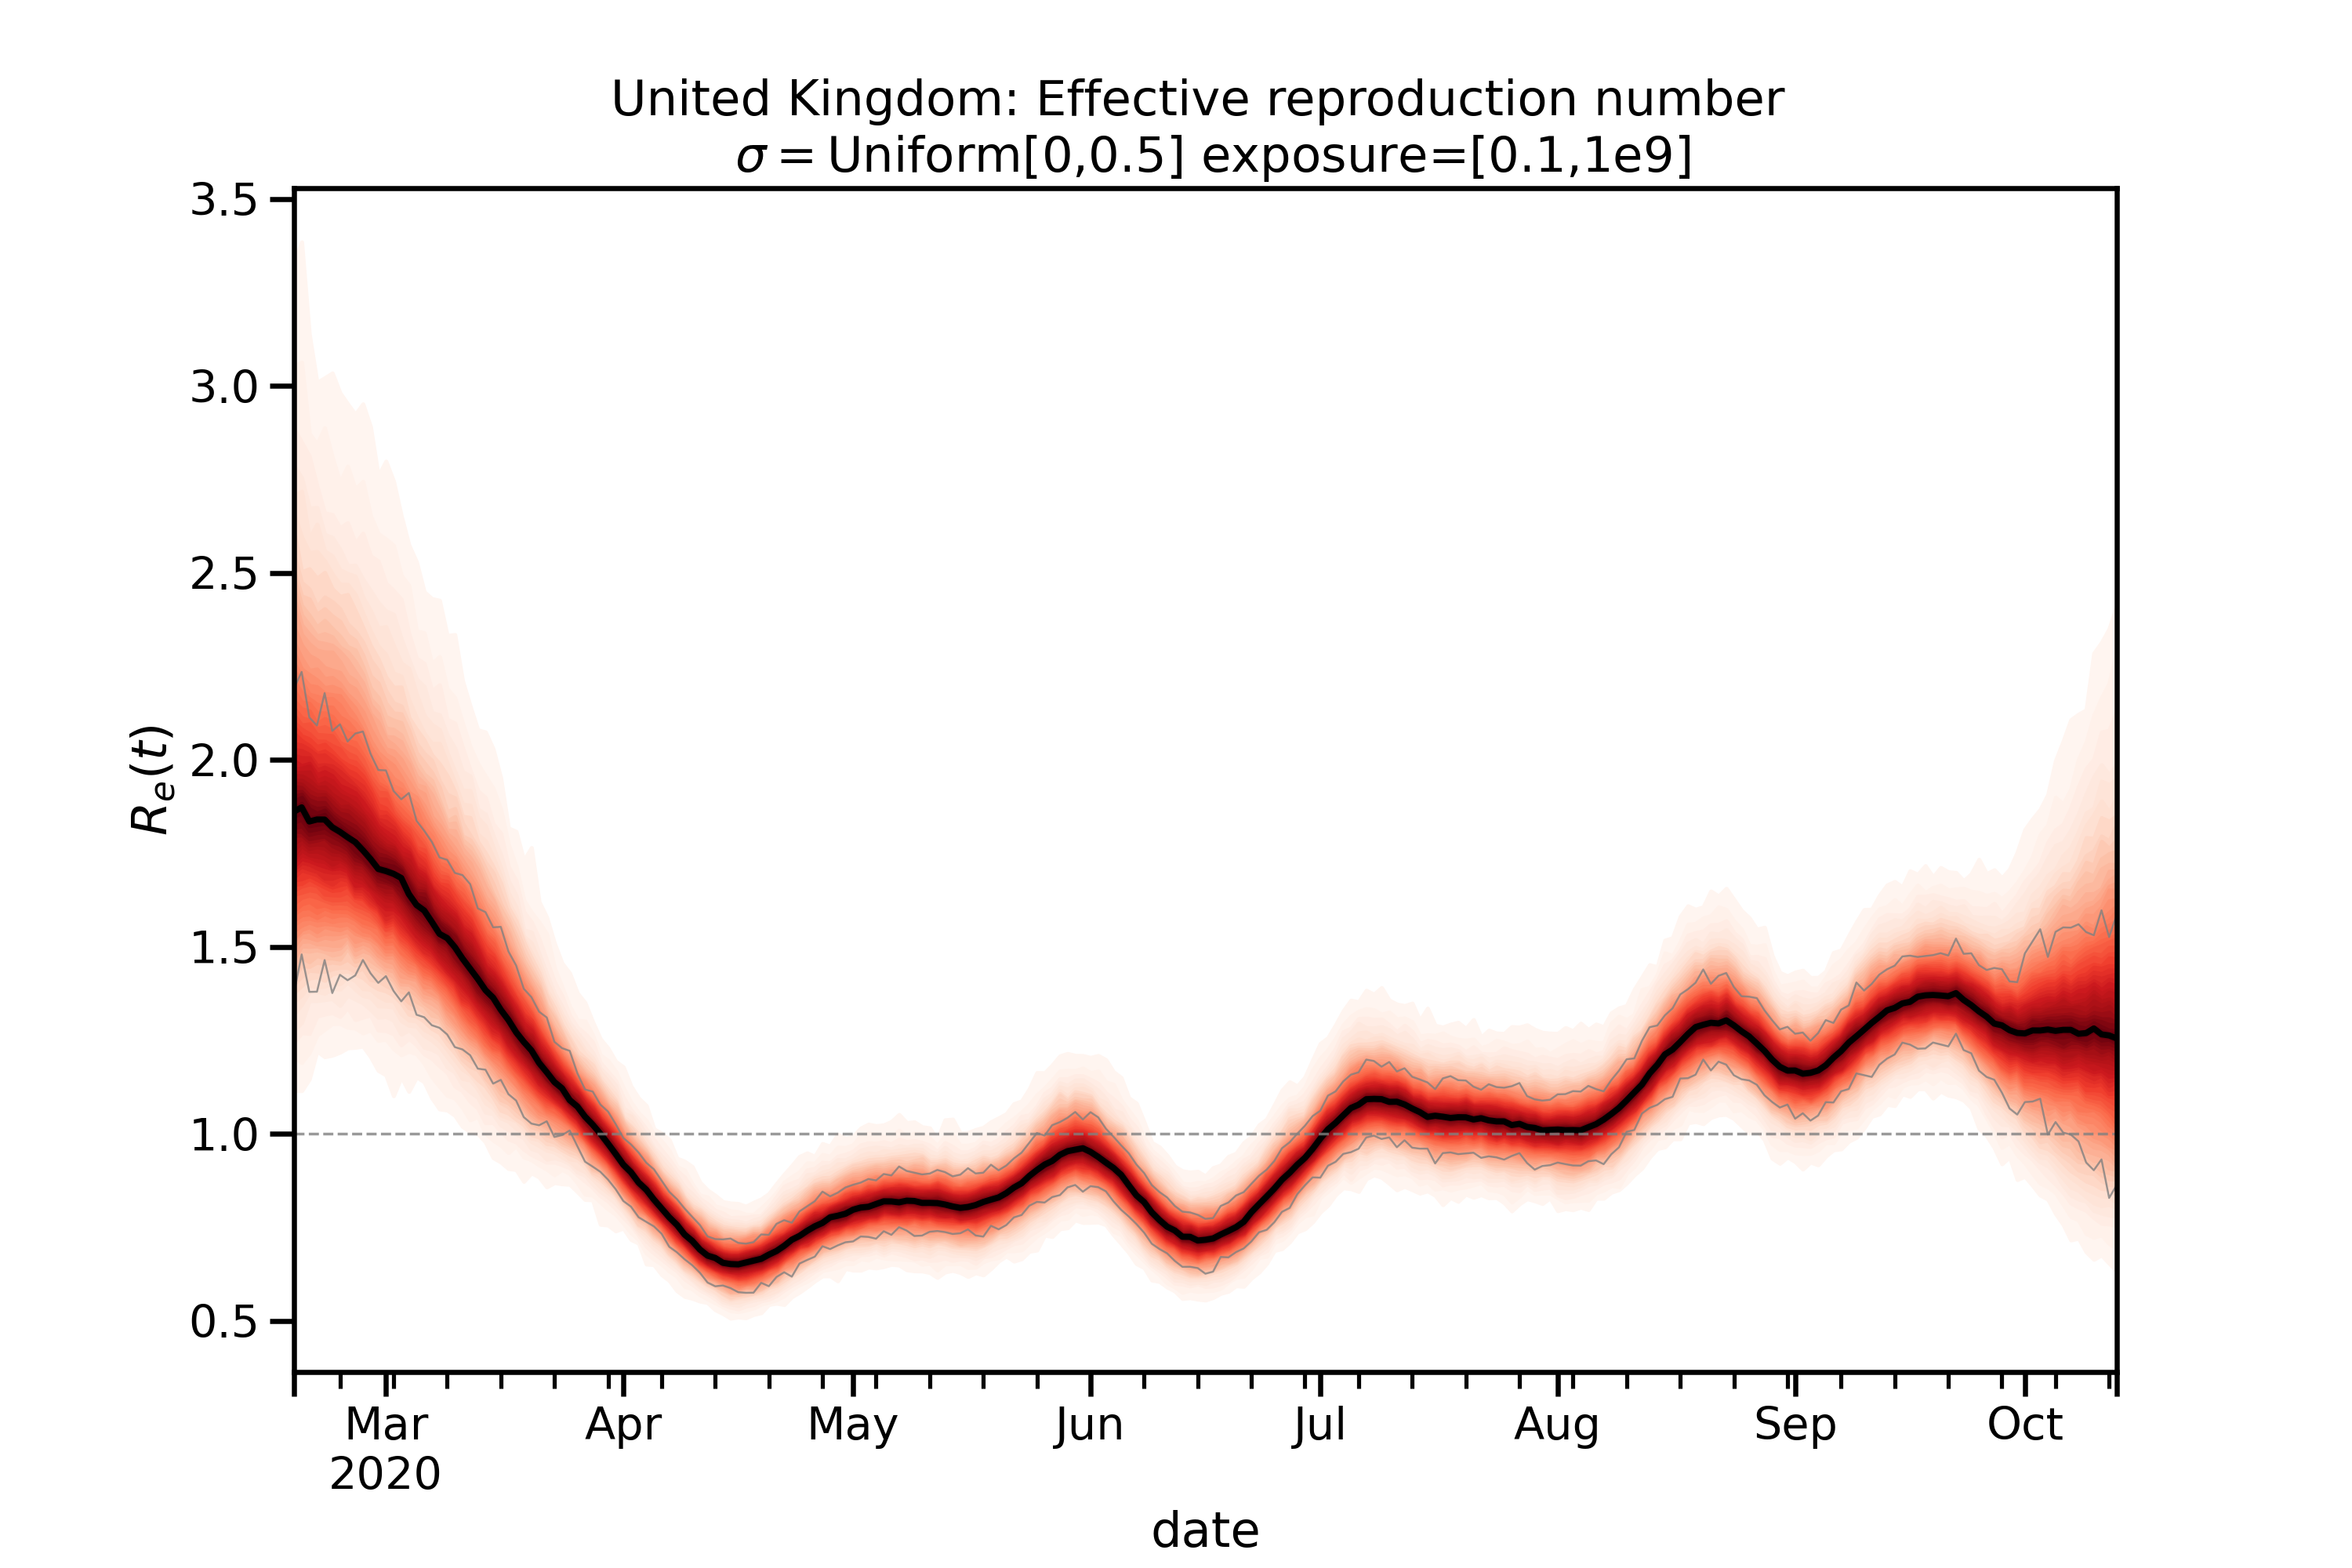 United Kingdom: Effective reproduction number
σ = Uniform[0,0.5] exposure=[0.1,1e9]
3.5
3.0
2.5
2.0
1.5
1.0
0.5
R_e(t)
Mar Apr May Jun Jul Aug Sep Oct
2020
date